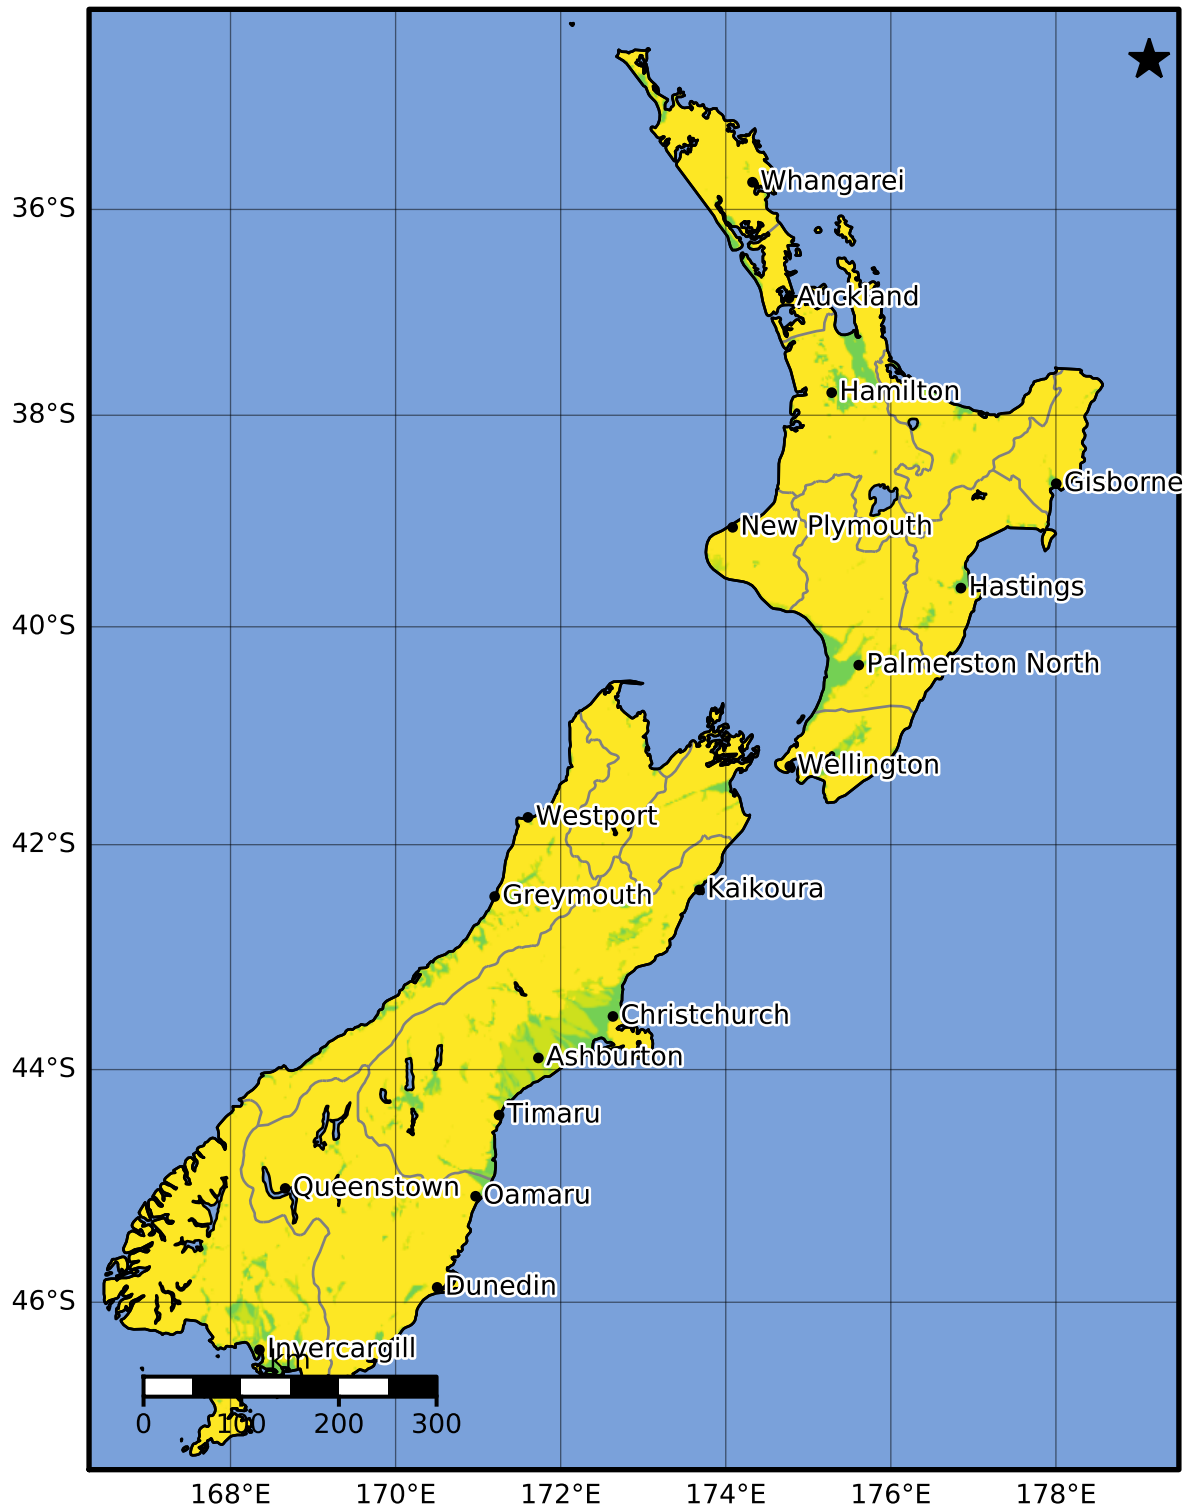 Whangarei
36°S
Auckland
Hamilton
38°S
Gisborne
New Plymouth
Hastings
40°S
Palmerston North
Wellington
Westport
42°S
Kaikoura
Greymouth
Christchurch
Ashburton
44°S
Timaru
Queenstown
Oamaru
Dunedin
46°S
Invercargill
km
0 100 200 300
168°E 170°E 172°E 174°E 176°E 178°E